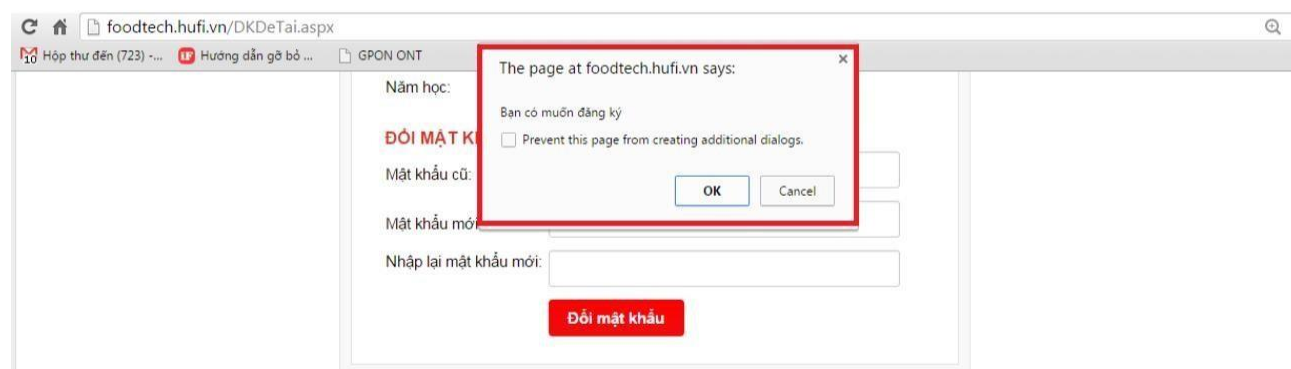 foodtech.hufi.vn/DKDeTai.aspx
10 Hộp thư đến (723) -... Hướng dẫn gỡ bỏ ... GPON ONT
The page at foodtech.hufi.vn says:
Bạn có muốn đăng ký
Prevent this page from creating additional dialogs.
OK Cancel
Năm học:
ĐỔI MẬT K
Mật khẩu cũ:
Mật khẩu mới
Nhập lại mật khẩu mới:
Đổi mật khẩu